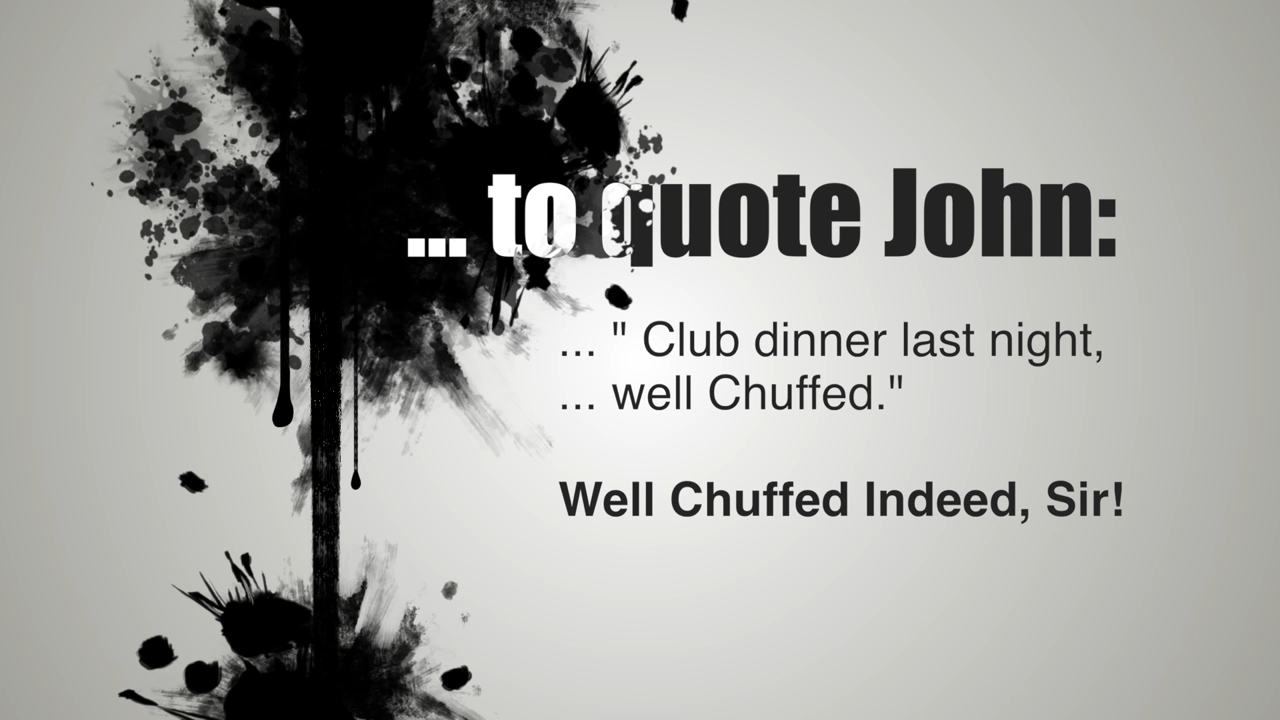 ... to quote John:
... " Club dinner last night,
... well Chuffed."
Well Chuffed Indeed, Sir!